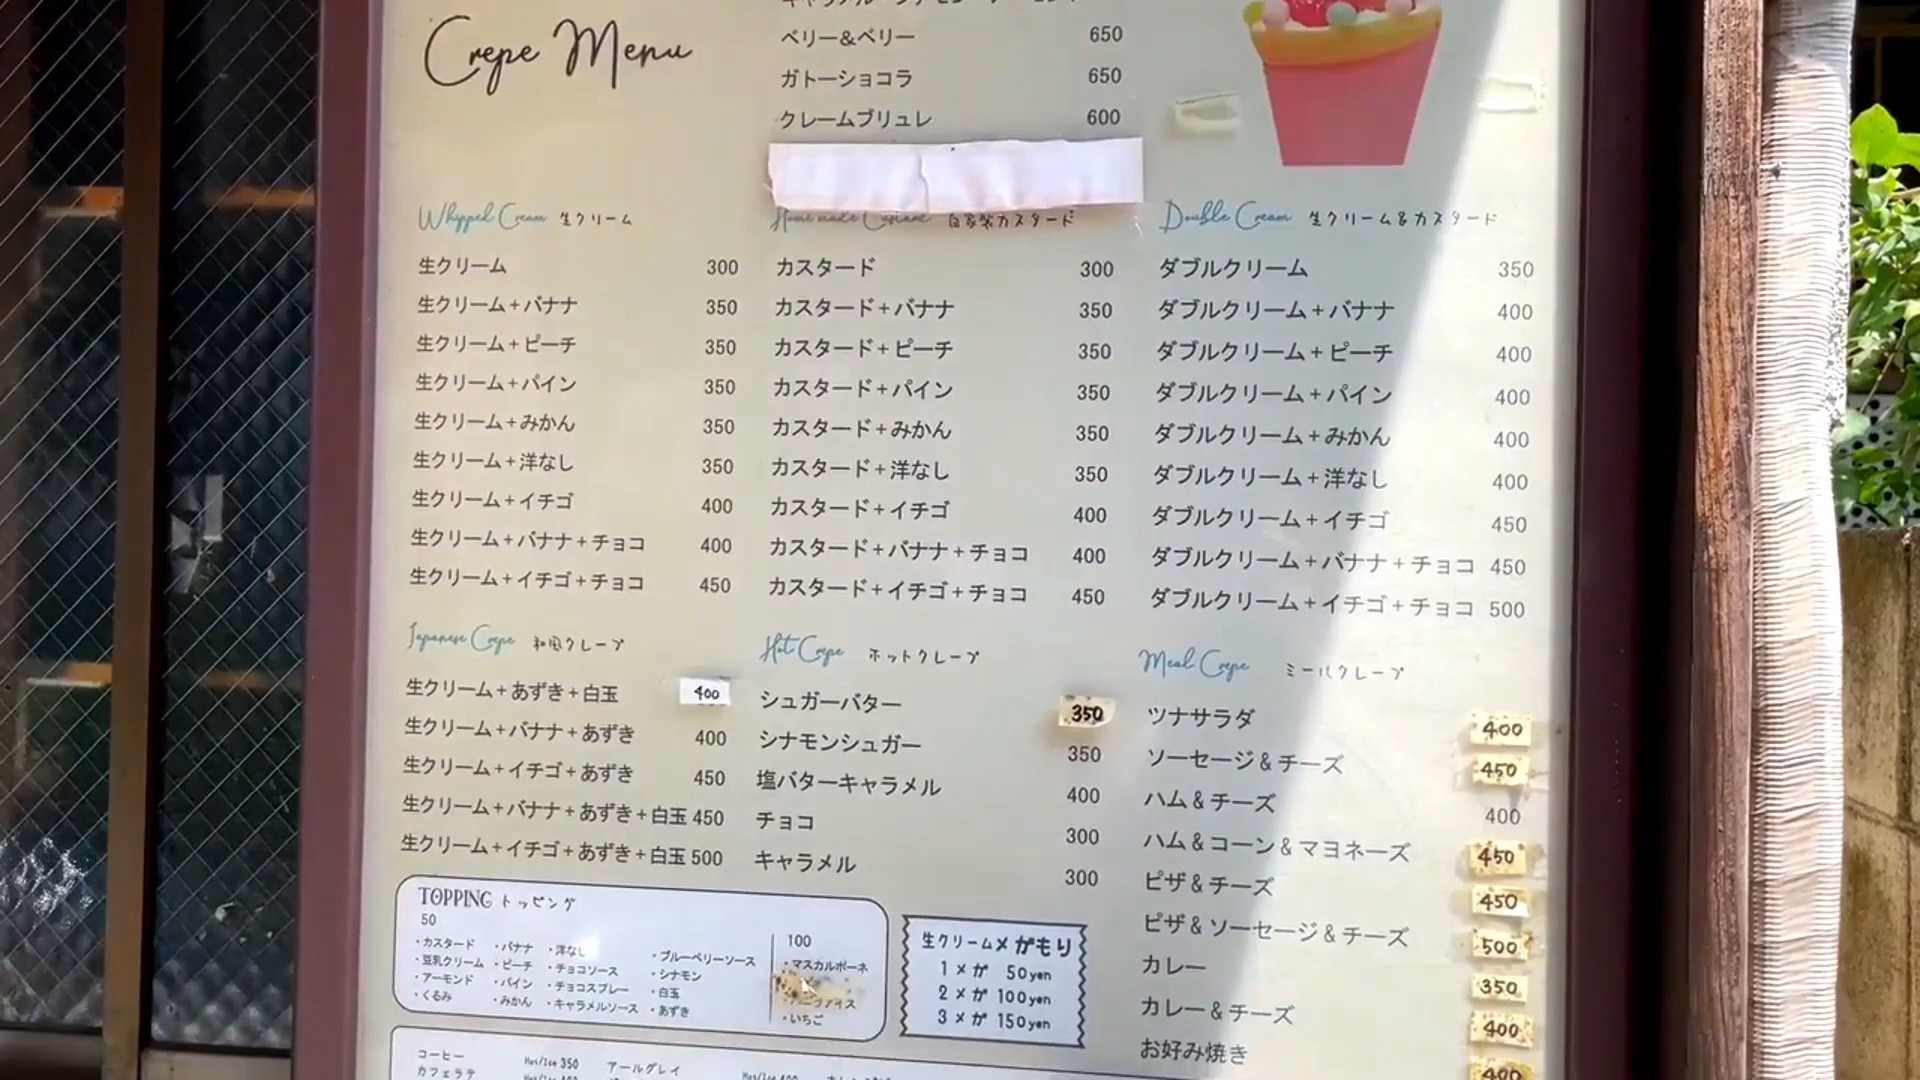 Crepe Menu
ベリー&ベリー 650
ガトーショコラ 650
クレームブリュレ 600
Whipped Cream 生クリーム
生クリーム 300
生クリーム+バナナ 350
生クリーム+ピーチ 350
生クリーム+パイン 350
生クリーム+みかん 350
生クリーム+洋なし 350
生クリーム+イチゴ 400
生クリーム+バナナ+チョコ 400
生クリーム+イチゴ+チョコ 450
Home made Custard 自家製カスタード
カスタード 300
カスタード+バナナ 350
カスタード+ピーチ 350
カスタード+パイン 350
カスタード+みかん 350
カスタード+洋なし 350
カスタード+イチゴ 400
カスタード+バナナ+チョコ 400
カスタード+イチゴ+チョコ 450
Double Cream 生クリーム&カスタード
ダブルクリーム 350
ダブルクリーム+バナナ 400
ダブルクリーム+ピーチ 400
ダブルクリーム+パイン 400
ダブルクリーム+みかん 400
ダブルクリーム+洋なし 400
ダブルクリーム+イチゴ 450
ダブルクリーム+バナナ+チョコ 450
ダブルクリーム+イチゴ+チョコ 500
Japanese Crepe 和風クレープ
生クリーム+あずき+白玉 400
生クリーム+バナナ+あずき 400
生クリーム+イチゴ+あずき 450
生クリーム+バナナ+あずき+白玉 450
生クリーム+イチゴ+あずき+白玉 500
Hot Crepe ホットクレープ
シュガーバター 350
シナモンシュガー 350
塩バターキャラメル 400
チョコ 300
キャラメル 300
Meal Crepe ミールクレープ
ツナサラダ 400
ソーセージ&チーズ 450
ハム&チーズ 400
ハム&コーン&マヨネーズ 450
ピザ&チーズ 450
ピザ&ソーセージ&チーズ 500
カレー 350
カレー&チーズ 400
お好み焼き 400
TOPPING トッピング
50
・カスタード ・バナナ ・洋なし ・ブルーベリーソース
・豆乳クリーム ・ピーチ ・チョコソース ・シナモン
・アーモンド ・パイン ・チョコスプレー ・白玉
・くるみ ・みかん ・キャラメルソース ・あずき
100
・マスカルポーネ
アイス
・いちご
生クリームメガもり
1メガ 50yen
2メガ 100yen
3メガ 150yen
コーヒー Hot/Ice 350
カフェラテ
アールグレイ Hot/Ice 400